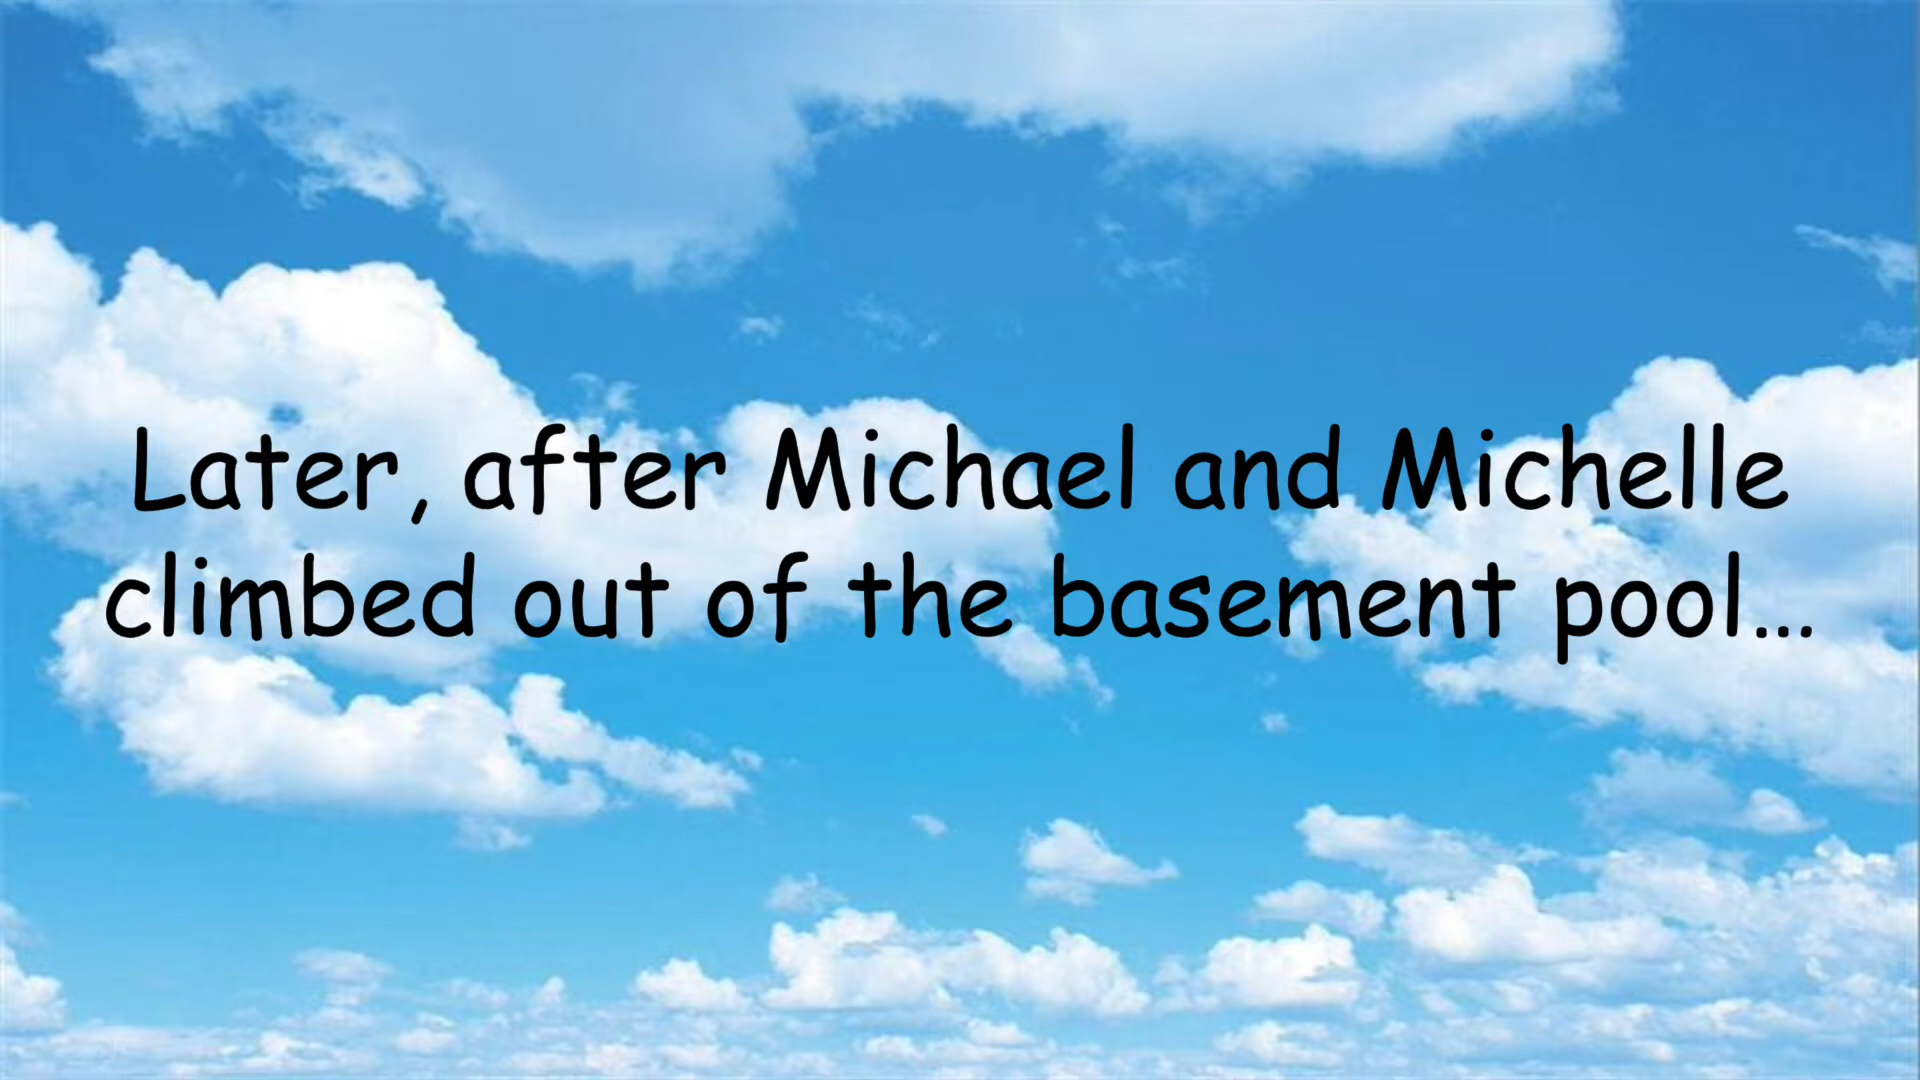 Later, after Michael and Michelle
climbed out of the basement pool...